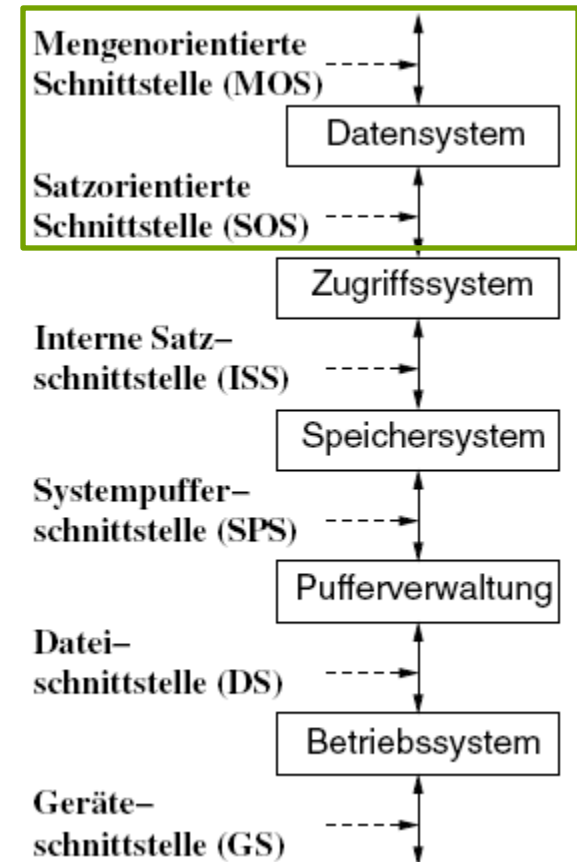 Mengenorientierte
Schnittstelle (MOS)
Datensystem
Satzorientierte
Schnittstelle (SOS)
Zugriffssystem
Interne Satz–
schnittstelle (ISS)
Speichersystem
Systempuffer–
schnittstelle (SPS)
Pufferverwaltung
Datei–
schnittstelle (DS)
Betriebssystem
Geräte–
schnittstelle (GS)